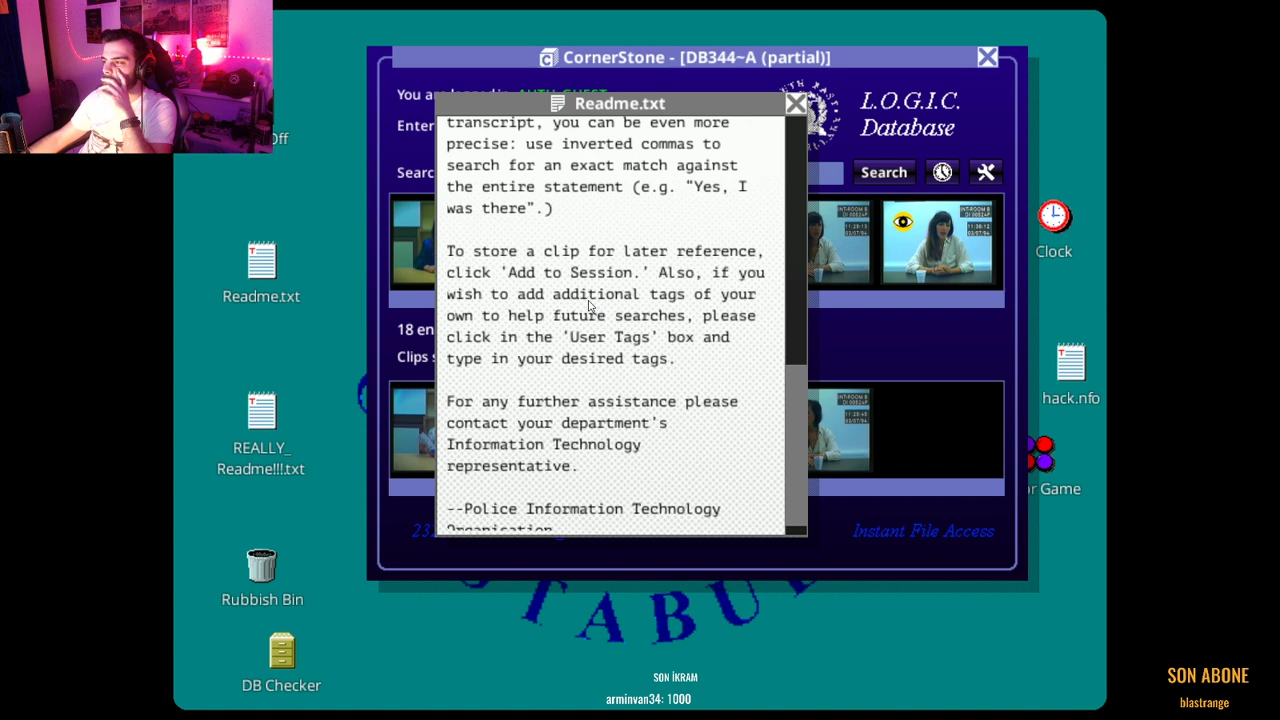 CornerStone - [DB344~A (partial)]
L.O.G.I.C.
Database
Enter
Search
Readme.txt
transcript, you can be even more
precise: use inverted commas to
search for an exact match against
the entire statement (e.g. "Yes, I
was there".)
To store a clip for later reference,
click 'Add to Session.' Also, if you
wish to add additional tags of your
own to help future searches, please
click in the 'User Tags' box and
type in your desired tags.
For any further assistance please
contact your department's
Information Technology
representative.
--Police Information Technology
Organisation
18 en
Clips s
Instant File Access
Off
Readme.txt
REALLY_
Readme!!!.txt
Rubbish Bin
DB Checker
Clock
hack.nfo
or Game
TABU
SON İKRAM
arminvan34: 1000
SON ABONE
blastrange